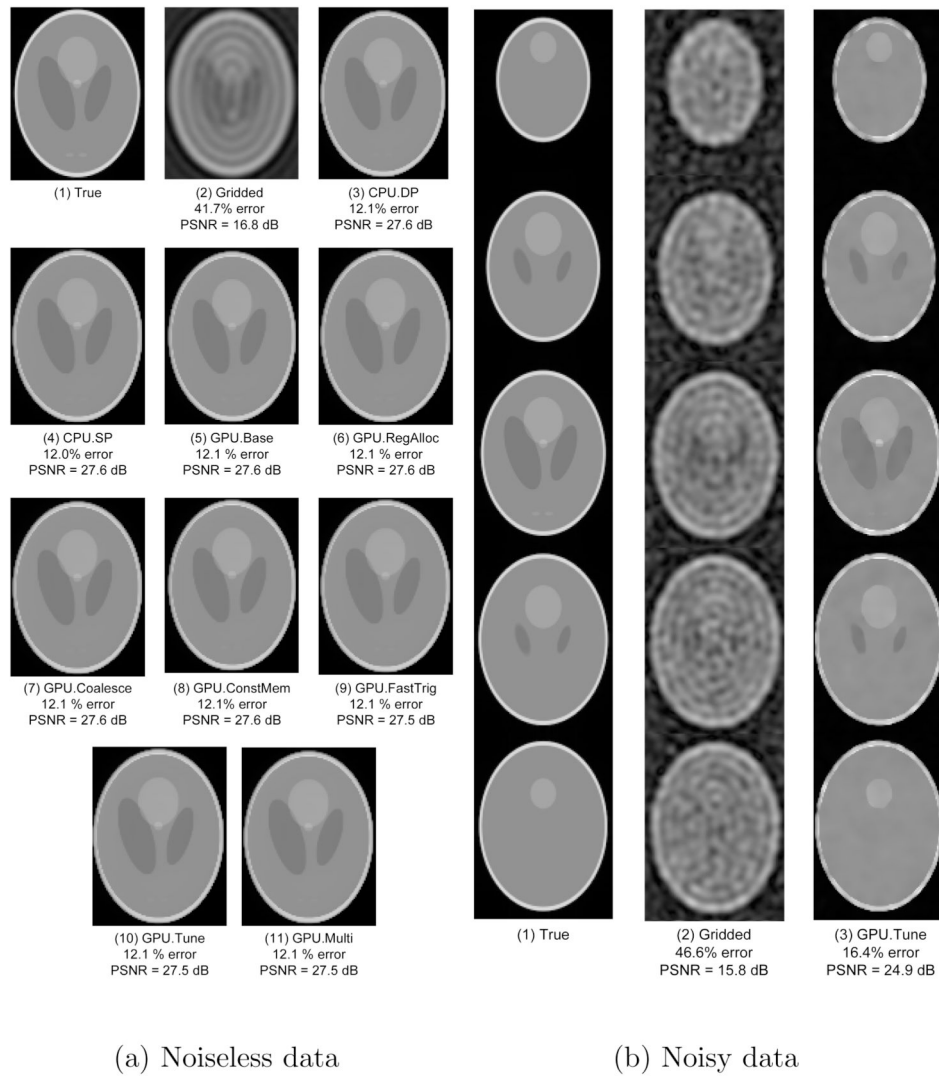 (1) True
(2) Gridded
41.7% error
PSNR = 16.8 dB
(3) CPU.DP
12.1% error
PSNR = 27.6 dB
(4) CPU.SP
12.0% error
PSNR = 27.6 dB
(5) GPU.Base
12.1 % error
PSNR = 27.6 dB
(6) GPU.RegAlloc
12.1 % error
PSNR = 27.6 dB
(7) GPU.Coalesce
12.1 % error
PSNR = 27.6 dB
(8) GPU.ConstMem
12.1% error
PSNR = 27.6 dB
(9) GPU.FastTrig
12.1 % error
PSNR = 27.5 dB
(10) GPU.Tune
12.1 % error
PSNR = 27.5 dB
(11) GPU.Multi
12.1 % error
PSNR = 27.5 dB
(a) Noiseless data
(1) True
(2) Gridded
46.6% error
PSNR = 15.8 dB
(3) GPU.Tune
16.4% error
PSNR = 24.9 dB
(b) Noisy data